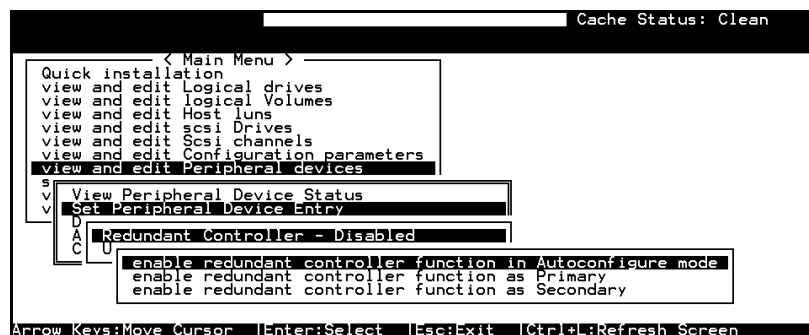 Cache Status: Clean
< Main Menu >
Quick installation
view and edit Logical drives
view and edit logical Volumes
view and edit Host luns
view and edit scsi Drives
view and edit Scsi channels
view and edit Configuration parameters
view and edit Peripheral devices
s
v View Peripheral Device Status
v Set Peripheral Device Entry
D
A Redundant Controller - Disabled
C U
enable redundant controller function in Autoconfigure mode
enable redundant controller function as Primary
enable redundant controller function as Secondary
Arrow Keys:Move Cursor |Enter:Select |Esc:Exit |Ctrl+L:Refresh Screen